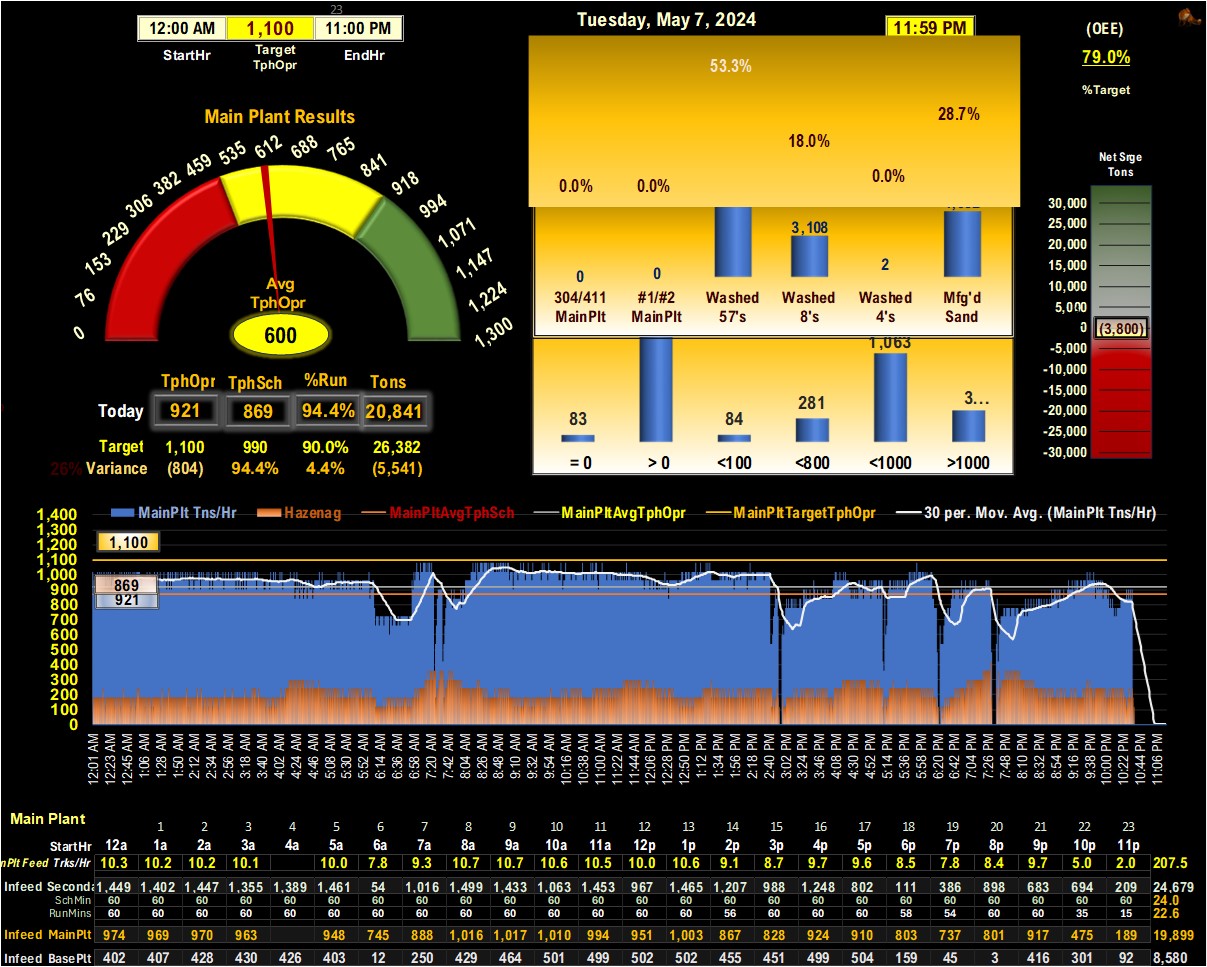 23
12:00 AM 1,100 11:00 PM
StartHr Target TphOpr EndHr
Tuesday, May 7, 2024
11:59 PM
(OEE)
79.0%
%Target
Main Plant Results
0 76 153 229 306 382 459 535 612 688 765 841 918 994 1,071 1,147 1,224 1,300
Avg
TphOpr
600
53.3%
28.7%
18.0%
0.0% 0.0% 0.0%
3,108
0 0 2
304/411 #1/#2 Washed Washed Washed Mfg'd
MainPlt MainPlt 57's 8's 4's Sand
1,063
83 84 281 3...
= 0 > 0 <100 <800 <1000 >1000
Net Srge
Tons
30,000
25,000
20,000
15,000
10,000
5,000
0 (3,800)
-5,000
-10,000
-15,000
-20,000
-25,000
-30,000
TphOpr TphSch %Run Tons
Today 921 869 94.4% 20,841
Target 1,100 990 90.0% 26,382
26% Variance (804) 94.4% 4.4% (5,541)
MainPlt Tns/Hr Hazenag MainPltAvgTphSch MainPltAvgTphOpr MainPltTargetTphOpr 30 per. Mov. Avg. (MainPlt Tns/Hr)
1,400
1,300
1,200
1,100
1,000
900
800
700
600
500
400
300
200
100
0
1,100
869
921
12:01 AM 12:23 AM 12:45 AM 1:06 AM 1:28 AM 1:50 AM 2:12 AM 2:34 AM 2:56 AM 3:18 AM 3:40 AM 4:02 AM 4:24 AM 4:46 AM 5:08 AM 5:30 AM 5:52 AM 6:14 AM 6:36 AM 6:58 AM 7:20 AM 7:42 AM 8:04 AM 8:26 AM 8:48 AM 9:10 AM 9:32 AM 9:54 AM 10:16 AM 10:38 AM 11:00 AM 11:22 AM 11:44 AM 12:06 PM 12:28 PM 12:50 PM 1:12 PM 1:34 PM 1:56 PM 2:18 PM 2:40 PM 3:02 PM 3:24 PM 3:46 PM 4:08 PM 4:30 PM 4:52 PM 5:14 PM 5:36 PM 5:58 PM 6:20 PM 6:42 PM 7:04 PM 7:26 PM 7:48 PM 8:10 PM 8:32 PM 8:54 PM 9:16 PM 9:38 PM 10:00 PM 10:22 PM 10:44 PM 11:06 PM
Main Plant
1 2 3 4 5 6 7 8 9 10 11 12 13 14 15 16 17 18 19 20 21 22 23
StartHr 12a 1a 2a 3a 4a 5a 6a 7a 8a 9a 10a 11a 12p 1p 2p 3p 4p 5p 6p 7p 8p 9p 10p 11p
nPlt Feed Trks/Hr 10.3 10.2 10.2 10.1 10.0 7.8 9.3 10.7 10.7 10.6 10.5 10.0 10.6 9.1 8.7 9.7 9.6 8.5 7.8 8.4 9.7 5.0 2.0 207.5
Infeed Seconda 1,449 1,402 1,447 1,355 1,389 1,461 54 1,016 1,499 1,433 1,063 1,453 967 1,465 1,207 988 1,248 802 111 386 898 683 694 209 24,679
SchMin 60 60 60 60 60 60 60 60 60 60 60 60 60 60 60 60 60 60 60 60 60 60 60 60 24.0
RunMins 60 60 60 60 60 60 60 60 60 60 60 60 60 60 56 60 60 60 58 54 60 60 35 15 22.6
Infeed MainPlt 974 969 970 963 948 745 888 1,016 1,017 1,010 994 951 1,003 867 828 924 910 803 737 801 917 475 189 19,899
Infeed BasePlt 402 407 428 430 426 403 12 250 429 464 501 499 502 502 455 451 499 504 159 45 3 416 301 92 8,580